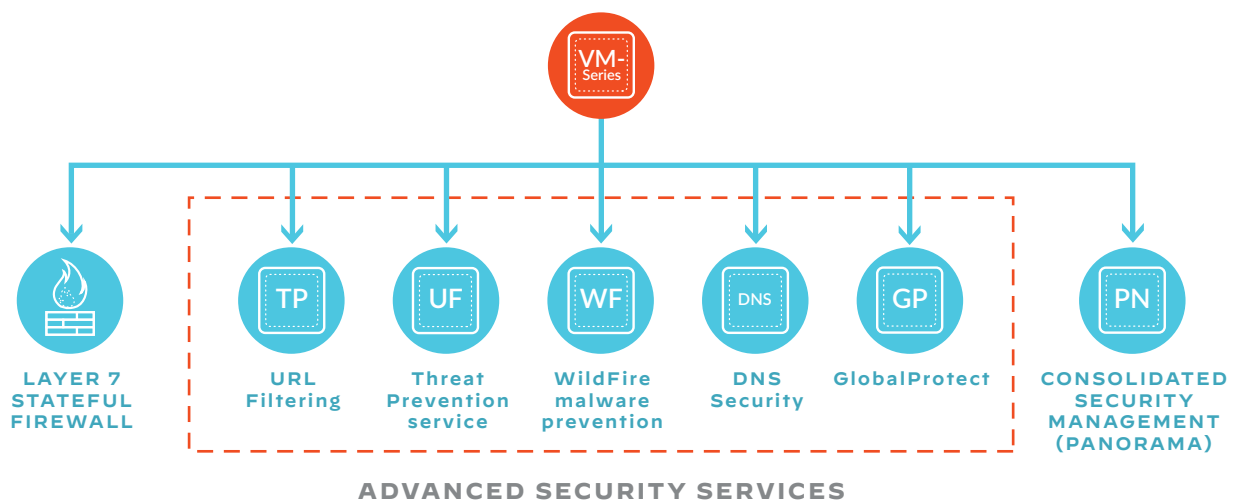 VM-
Series
TP
UF
WF
DNS
GP
PN
LAYER 7
STATEFUL
FIREWALL
URL
Filtering
Threat
Prevention
service
WildFire
malware
prevention
DNS
Security
GlobalProtect
CONSOLIDATED
SECURITY
MANAGEMENT
(PANORAMA)
ADVANCED SECURITY SERVICES